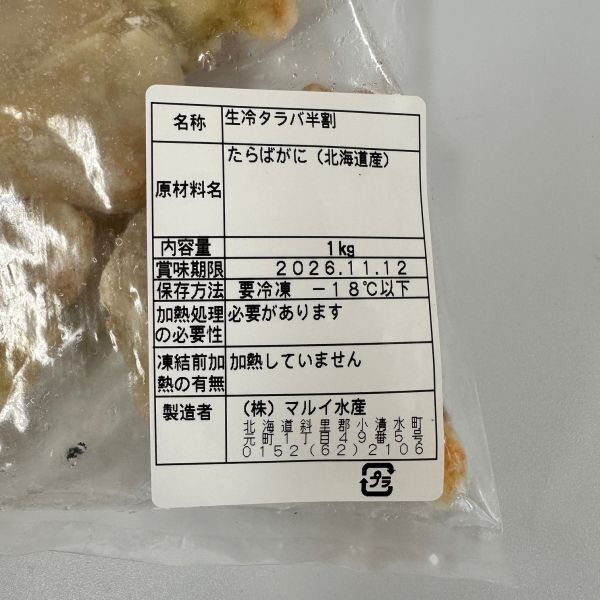 名称 生冷タラバ半割
原材料名 たらばがに（北海道産）
内容量 1kg
賞味期限 2026.11.12
保存方法 要冷凍 －18℃以下
加熱処理の必要性 必要があります
凍結前加熱の有無 加熱していません
製造者 （株）マルイ水産
北海道斜里郡小清水町
元町1丁目49番5号
0152(62)2106
プラ